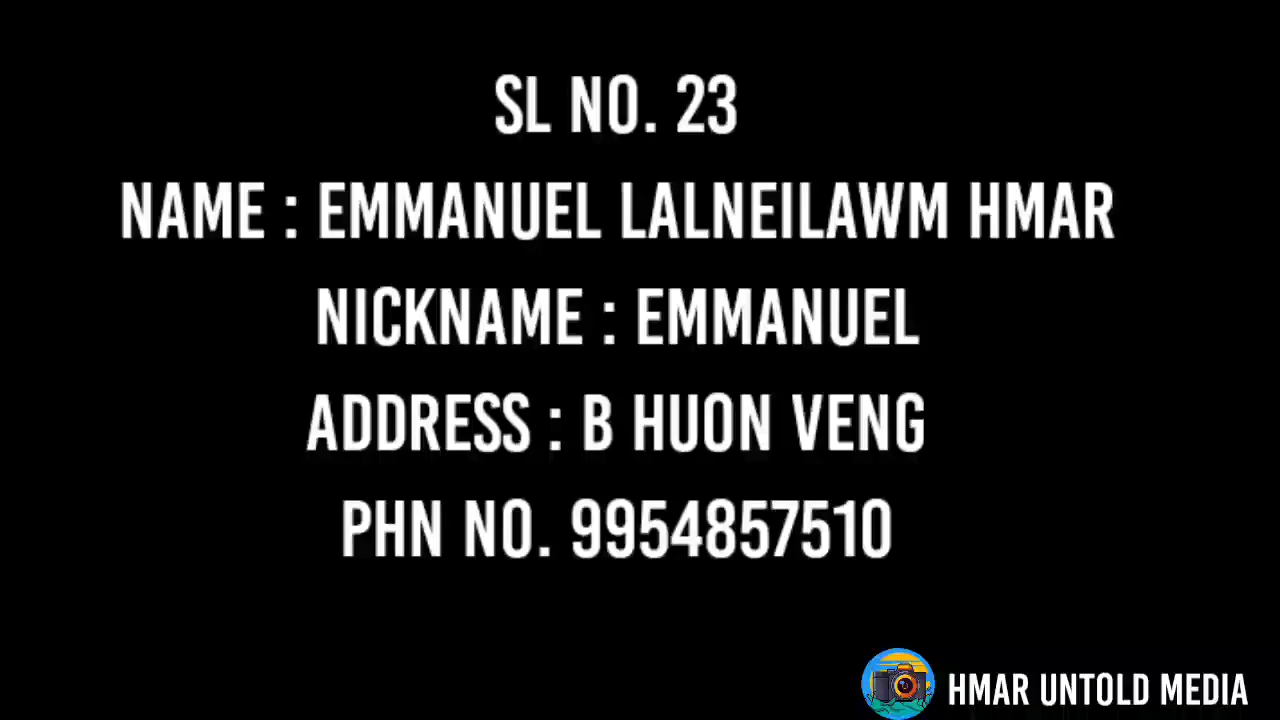 SL NO. 23
NAME : EMMANUEL LALNEILAWM HMAR
NICKNAME : EMMANUEL
ADDRESS : B HUON VENG
PHN NO. 9954857510
HMAR UNTOLD MEDIA